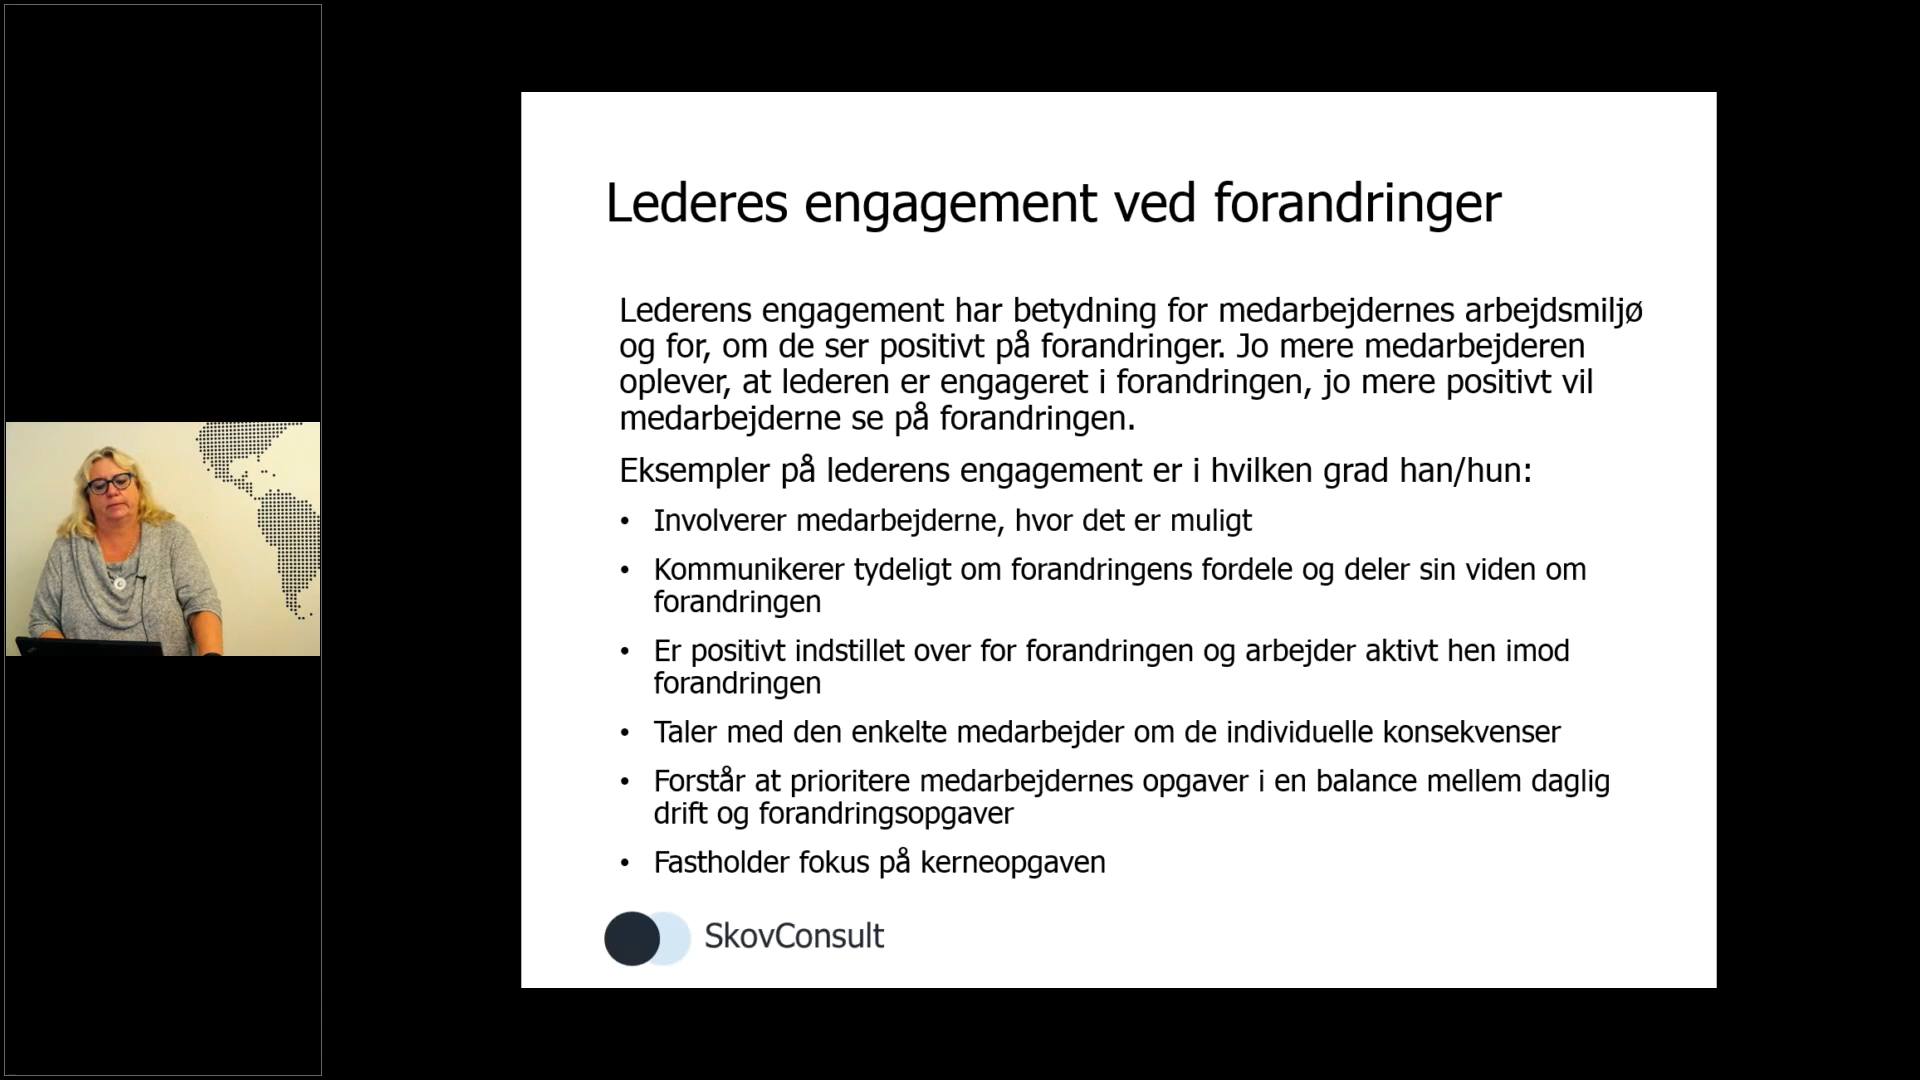 Lederes engagement ved forandringer
Lederens engagement har betydning for medarbejdernes arbejdsmiljø
og for, om de ser positivt på forandringer. Jo mere medarbejderen
oplever, at lederen er engageret i forandringen, jo mere positivt vil
medarbejderne se på forandringen.
Eksempler på lederens engagement er i hvilken grad han/hun:
• Involverer medarbejderne, hvor det er muligt
• Kommunikerer tydeligt om forandringens fordele og deler sin viden om
forandringen
• Er positivt indstillet over for forandringen og arbejder aktivt hen imod
forandringen
• Taler med den enkelte medarbejder om de individuelle konsekvenser
• Forstår at prioritere medarbejdernes opgaver i en balance mellem daglig
drift og forandringsopgaver
• Fastholder fokus på kerneopgaven
SkovConsult